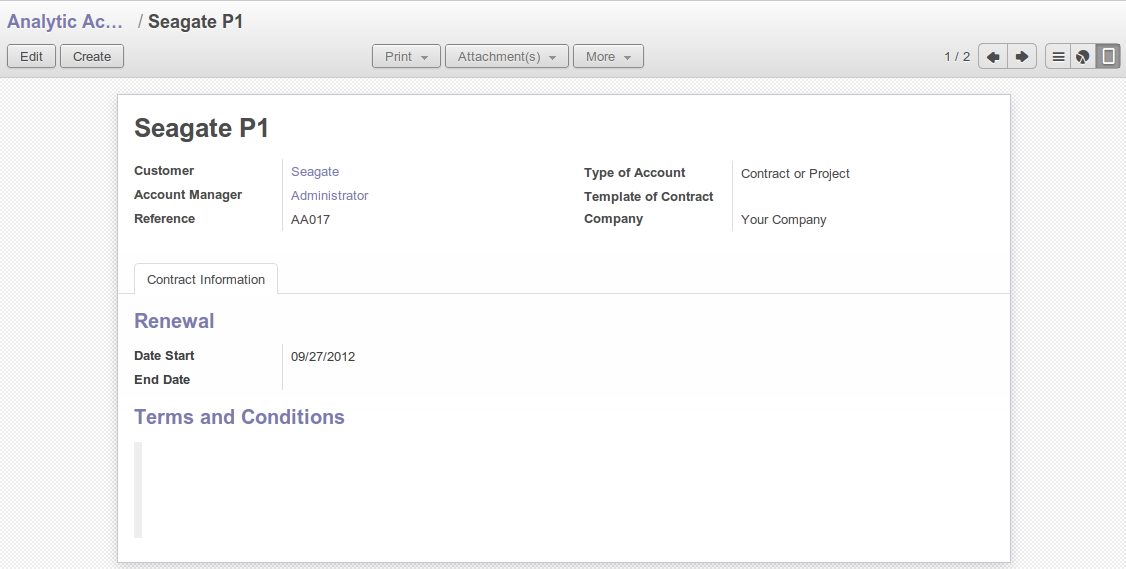 Analytic Ac... / Seagate P1
Edit Create Print Attachment(s) More 1 / 2
Seagate P1
Customer Seagate Type of Account Contract or Project
Account Manager Administrator Template of Contract
Reference AA017 Company Your Company
Contract Information
Renewal
Date Start 09/27/2012
End Date
Terms and Conditions